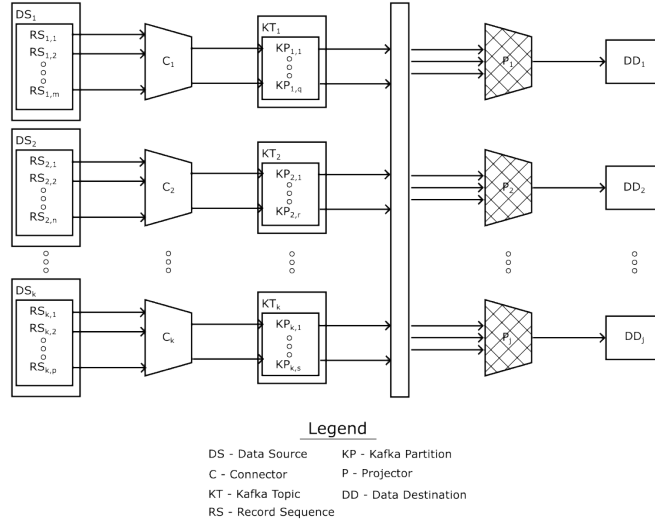 DS1
RS1,1
RS1,2
RS1,m
C1
KT1
KP1,1
KP1,q
P1
DD1
DS2
RS2,1
RS2,2
RS2,n
C2
KT2
KP2,1
KP2,r
P2
DD2
DSk
RSk,1
RSk,2
RSk,p
Ck
KTk
KPk,1
KPk,s
Pj
DDj
Legend
DS - Data Source
KP - Kafka Partition
C - Connector
P - Projector
KT - Kafka Topic
DD - Data Destination
RS - Record Sequence